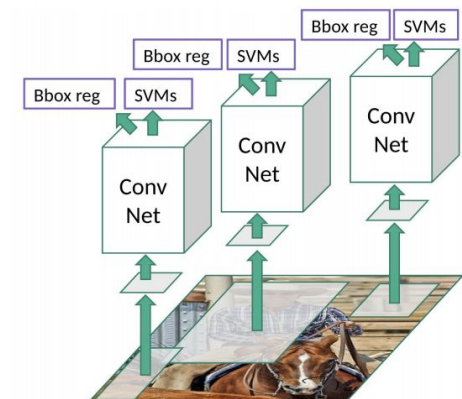 Bbox reg
SVMs
Conv
Net
Bbox reg
SVMs
Conv
Net
Bbox reg
SVMs
Conv
Net